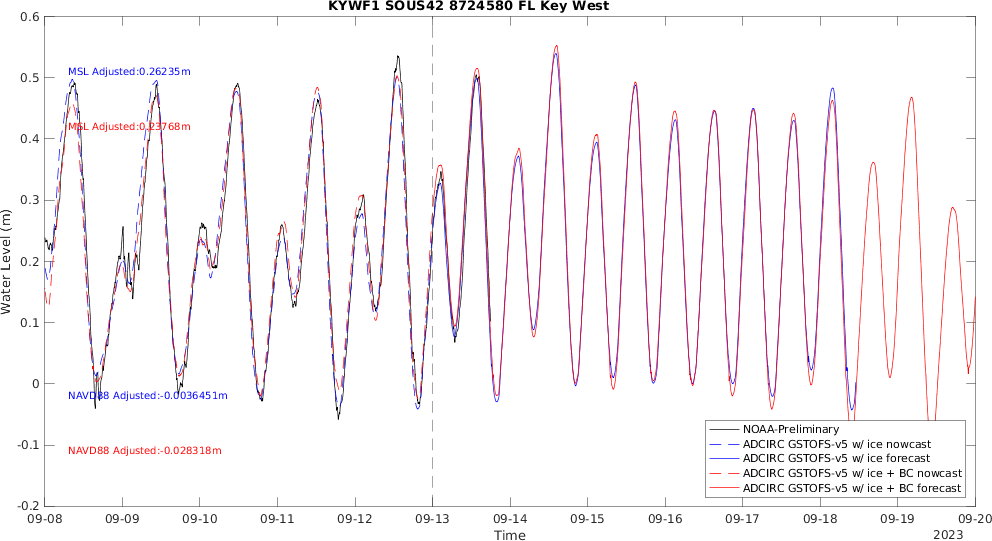 KYWF1 SOUS42 8724580 FL Key West
0.6
0.5
0.4
0.3
0.2
0.1
0
-0.1
-0.2
Water Level (m)
MSL Adjusted:0.26235m
MSL Adjusted:0.23768m
NAVD88 Adjusted:-0.0036451m
NAVD88 Adjusted:-0.028318m
NOAA-Preliminary
ADCIRC GSTOFS-v5 w/ ice nowcast
ADCIRC GSTOFS-v5 w/ ice forecast
ADCIRC GSTOFS-v5 w/ ice + BC nowcast
ADCIRC GSTOFS-v5 w/ ice + BC forecast
09-08 09-09 09-10 09-11 09-12 09-13 09-14 09-15 09-16 09-17 09-18 09-19 09-20
Time
2023